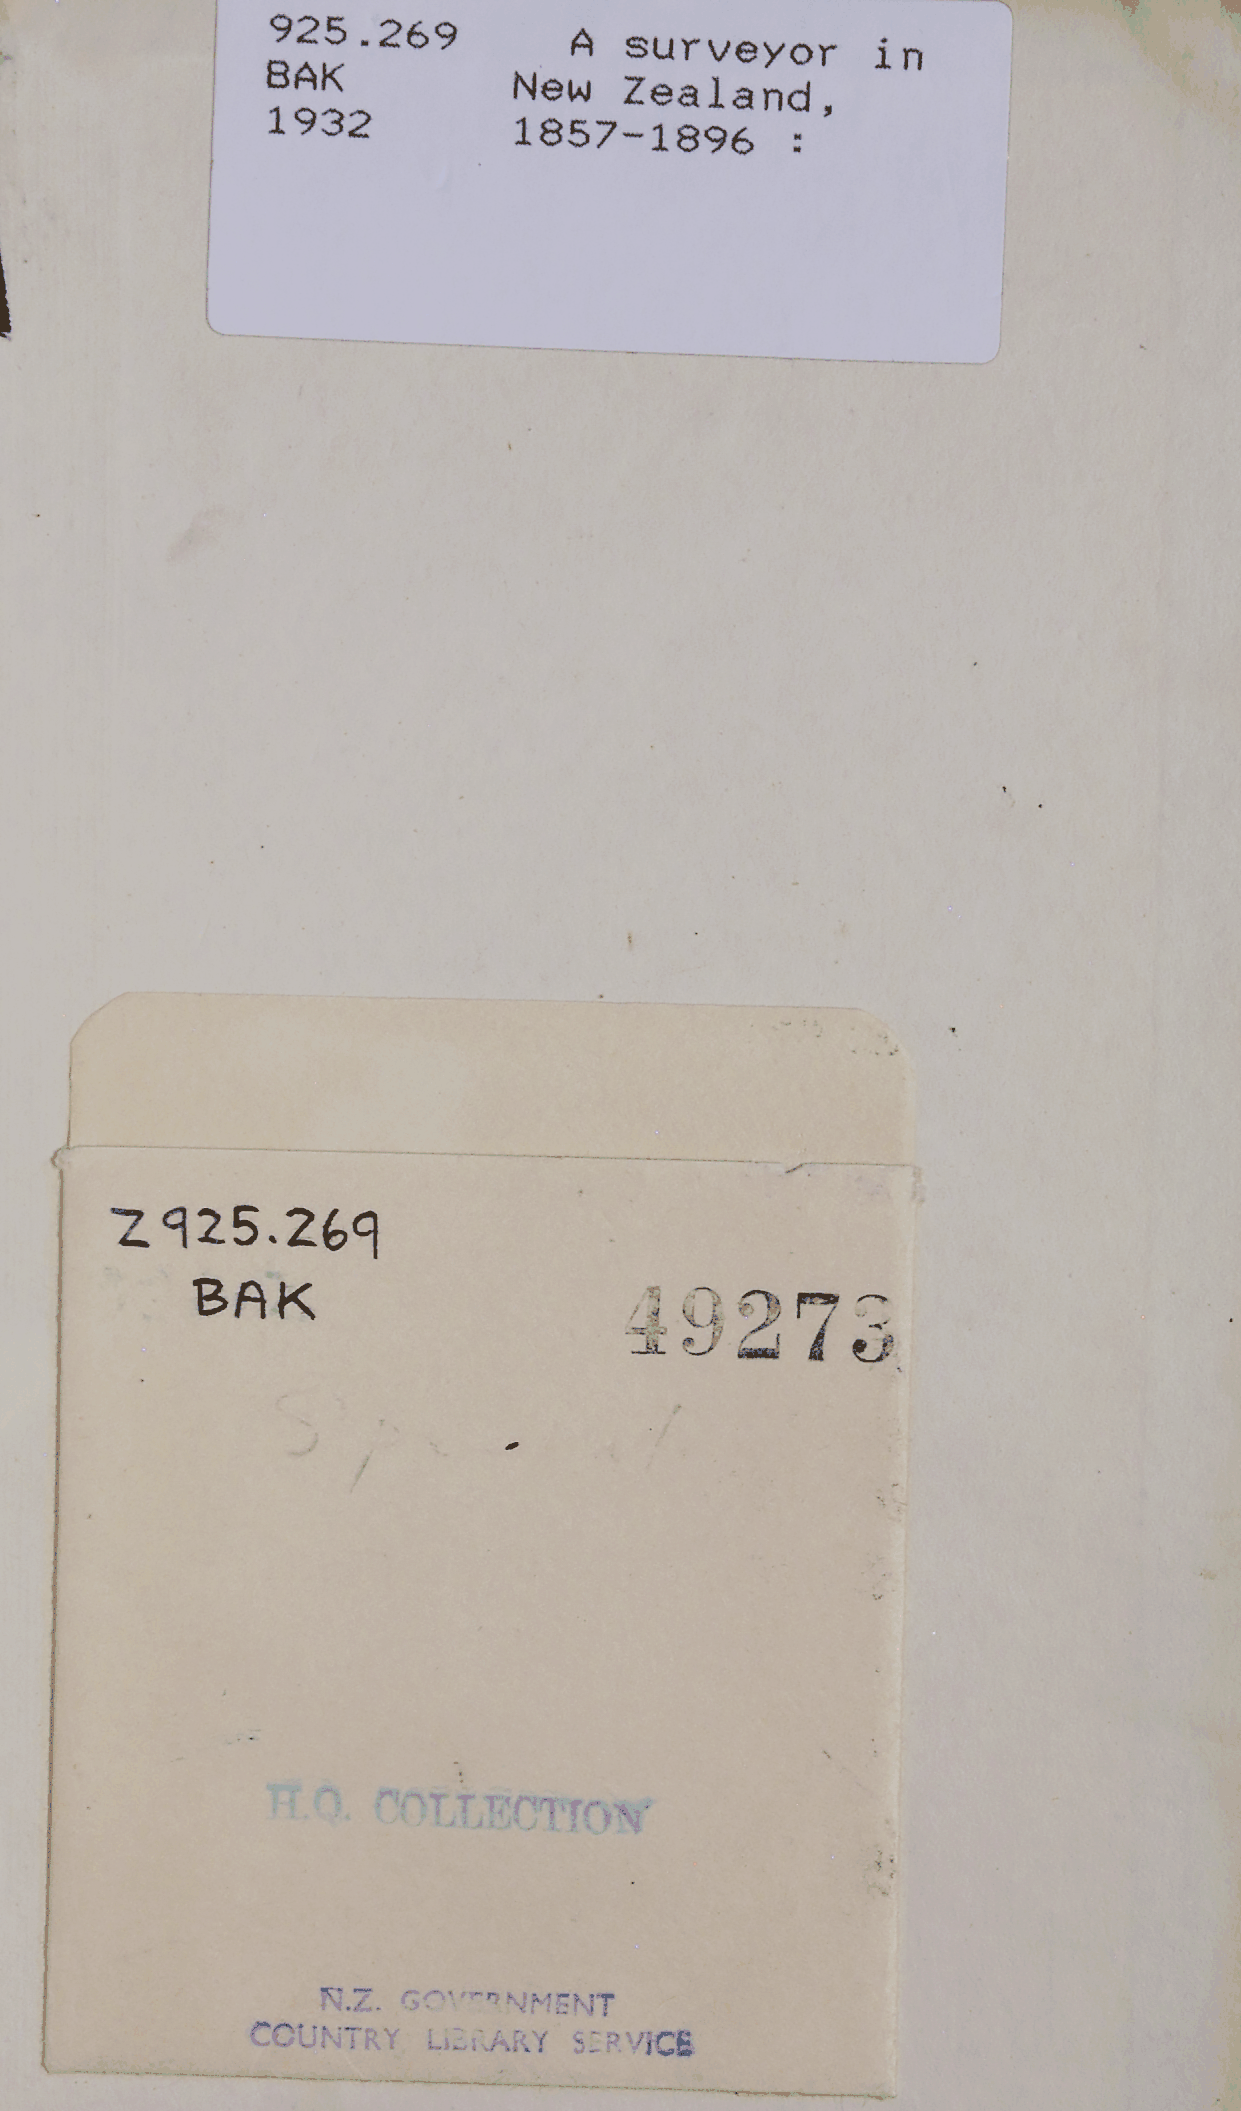 925.269 A surveyor in
BAK New Zealand,
1932 1857-1896 :
Z925.269
BAK
49273
H.Q. COLLECTION
N.Z. GOVERNMENT
COUNTRY LIBRARY SERVICE